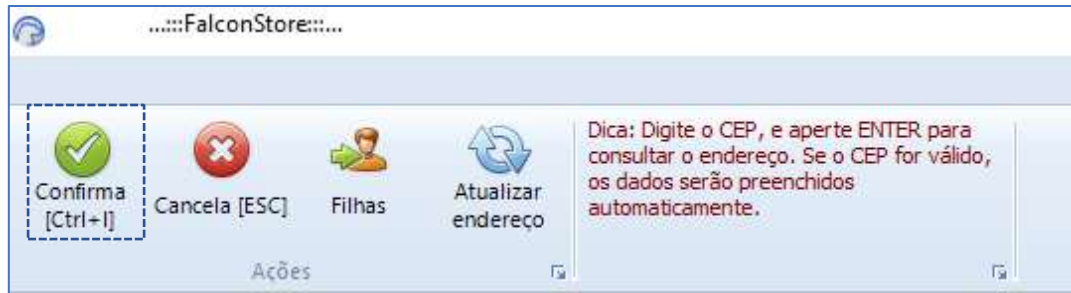 ...:::FalconStore:::...
Confirma
[Ctrl+I]
Cancela [ESC]
Filhas
Atualizar
endereço
Dica: Digite o CEP, e aperte ENTER para
consultar o endereço. Se o CEP for válido,
os dados serão preenchidos
automaticamente.
Ações